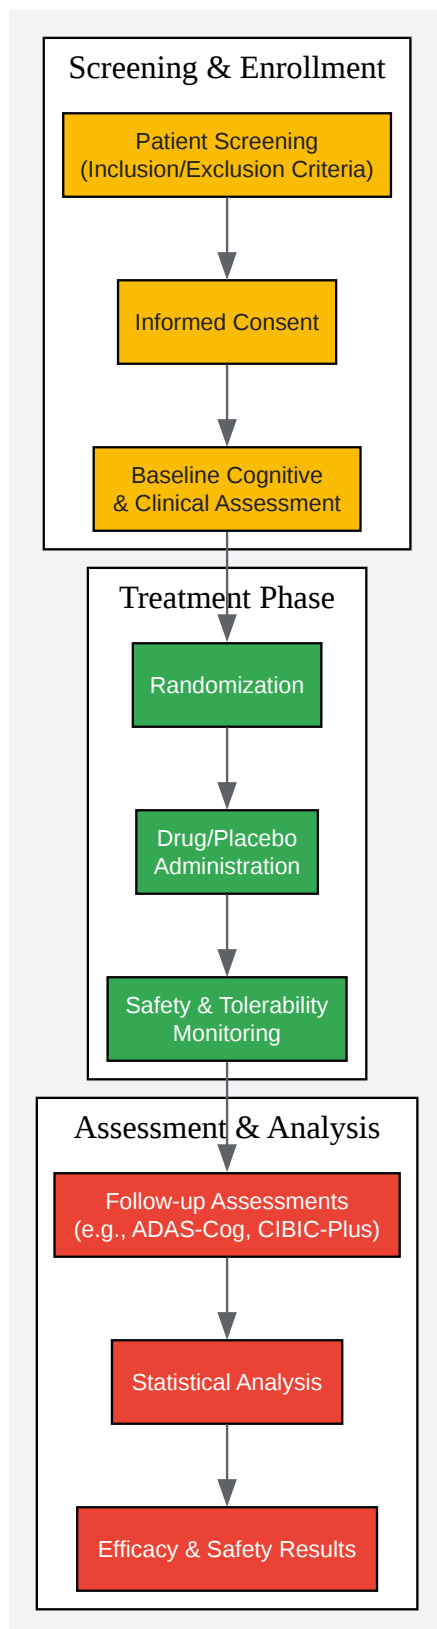 Screening & Enrollment
Patient Screening
(Inclusion/Exclusion Criteria)
Informed Consent
Baseline Cognitive
& Clinical Assessment
Treatment Phase
Randomization
Drug/Placebo
Administration
Safety & Tolerability
Monitoring
Assessment & Analysis
Follow-up Assessments
(e.g., ADAS-Cog, CIBIC-Plus)
Statistical Analysis
Efficacy & Safety Results